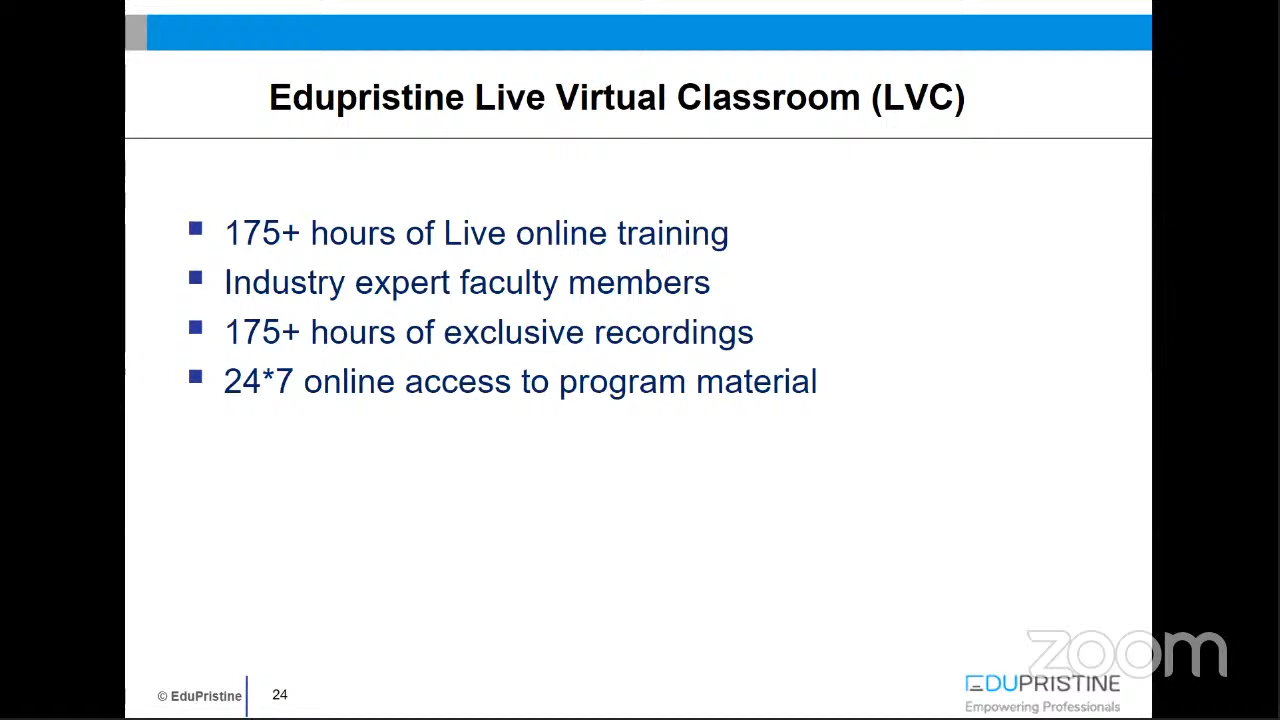 Edupristine Live Virtual Classroom (LVC)
175+ hours of Live online training
Industry expert faculty members
175+ hours of exclusive recordings
24*7 online access to program material
zoom
© EduPristine
24
EDUPRISTINE
Empowering Professionals